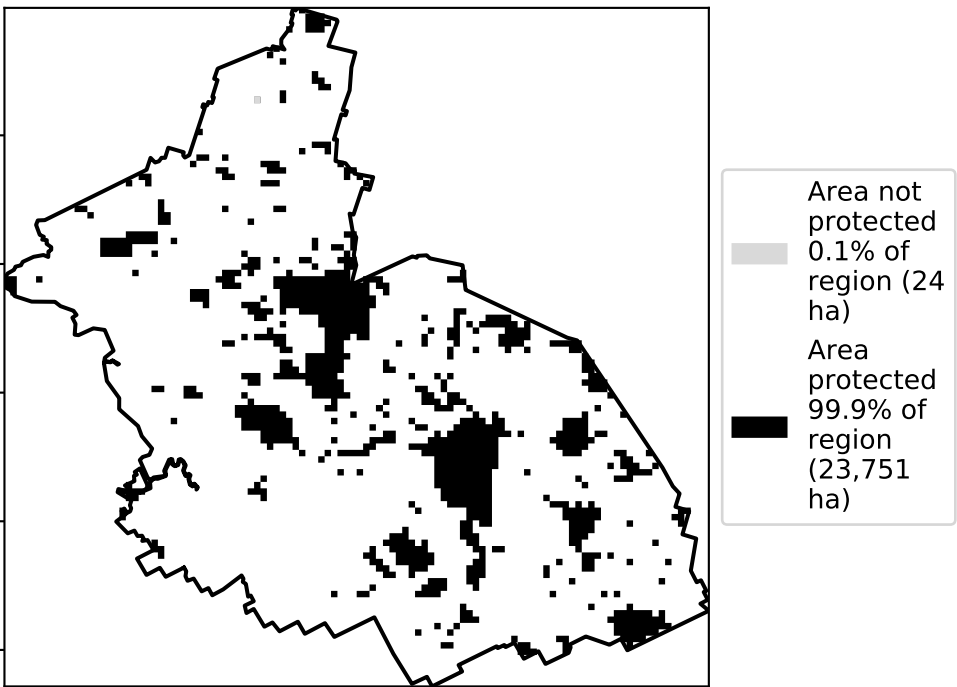 Area not
protected
0.1% of
region (24
ha)
Area
protected
99.9% of
region
(23,751
ha)